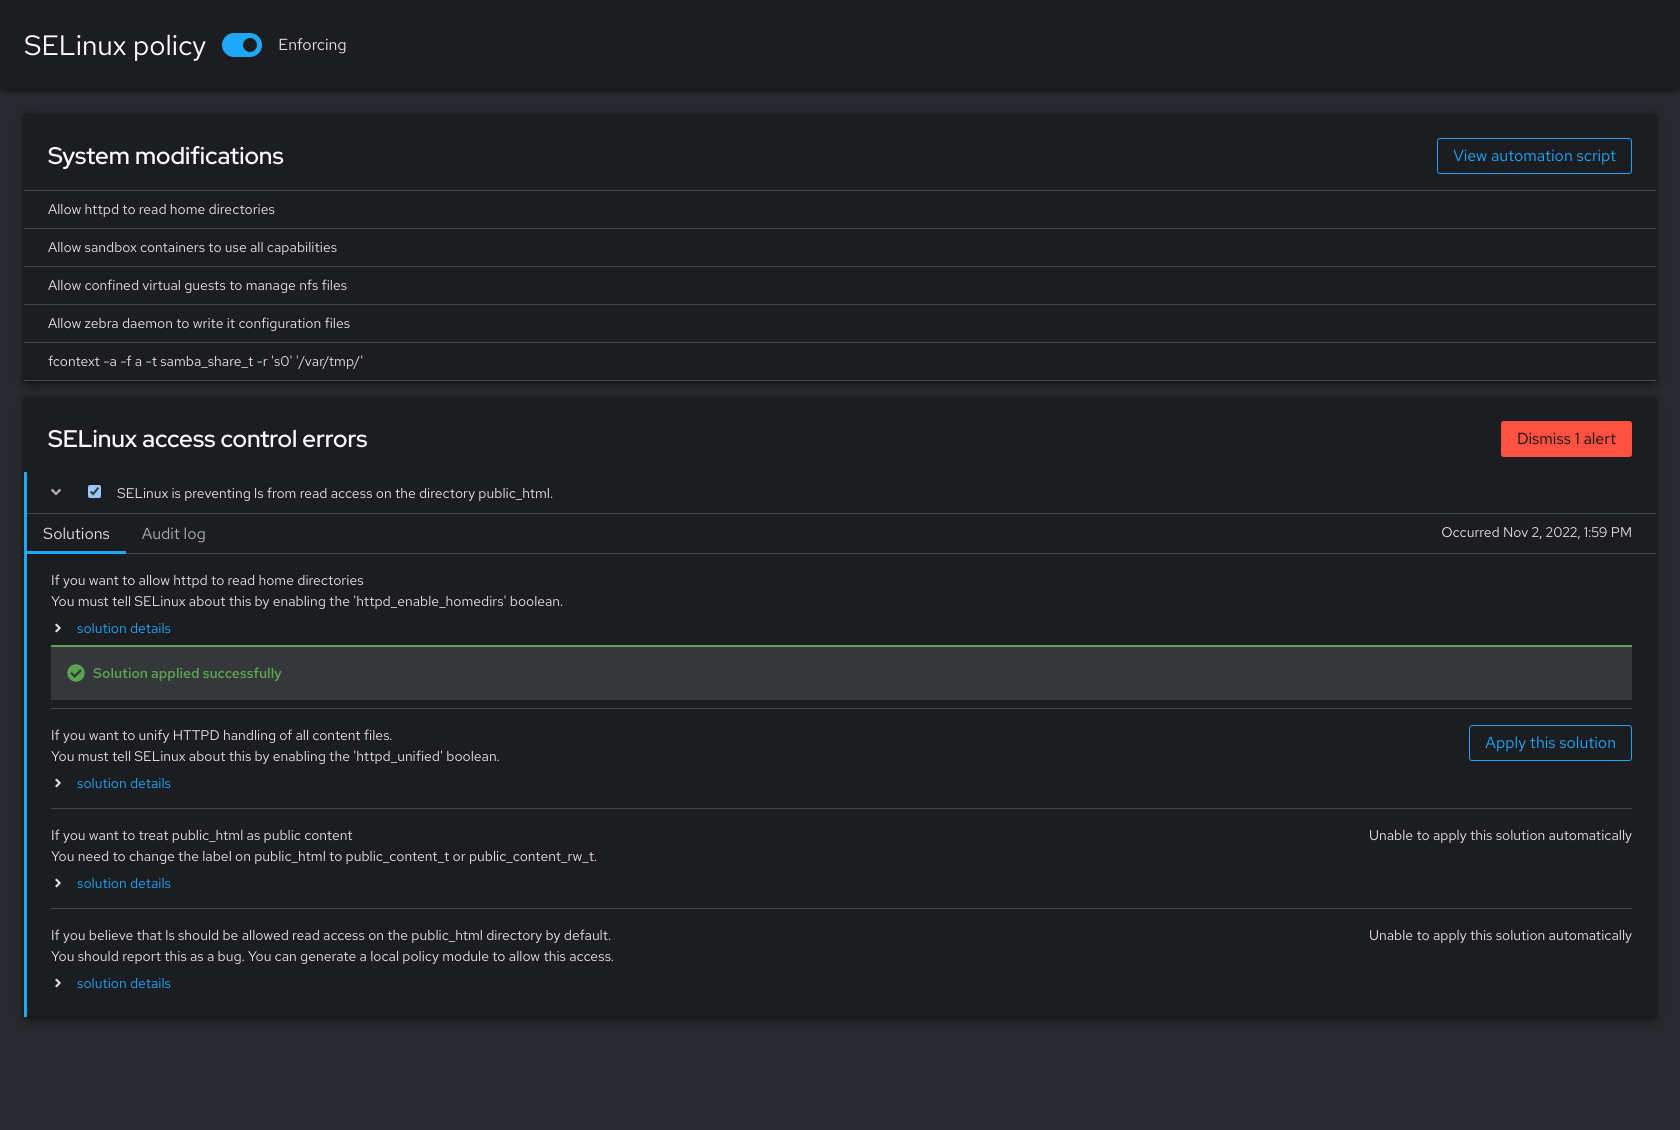 SELinux policy Enforcing
System modifications View automation script
Allow httpd to read home directories
Allow sandbox containers to use all capabilities
Allow confined virtual guests to manage nfs files
Allow zebra daemon to write it configuration files
fcontext -a -f a -t samba_share_t -r 's0' '/var/tmp/'
SELinux access control errors Dismiss 1 alert
SELinux is preventing ls from read access on the directory public_html.
Solutions Audit log Occurred Nov 2, 2022, 1:59 PM
If you want to allow httpd to read home directories
You must tell SELinux about this by enabling the 'httpd_enable_homedirs' boolean.
solution details
Solution applied successfully
If you want to unify HTTPD handling of all content files. Apply this solution
You must tell SELinux about this by enabling the 'httpd_unified' boolean.
solution details
If you want to treat public_html as public content Unable to apply this solution automatically
You need to change the label on public_html to public_content_t or public_content_rw_t.
solution details
If you believe that ls should be allowed read access on the public_html directory by default. Unable to apply this solution automatically
You should report this as a bug. You can generate a local policy module to allow this access.
solution details